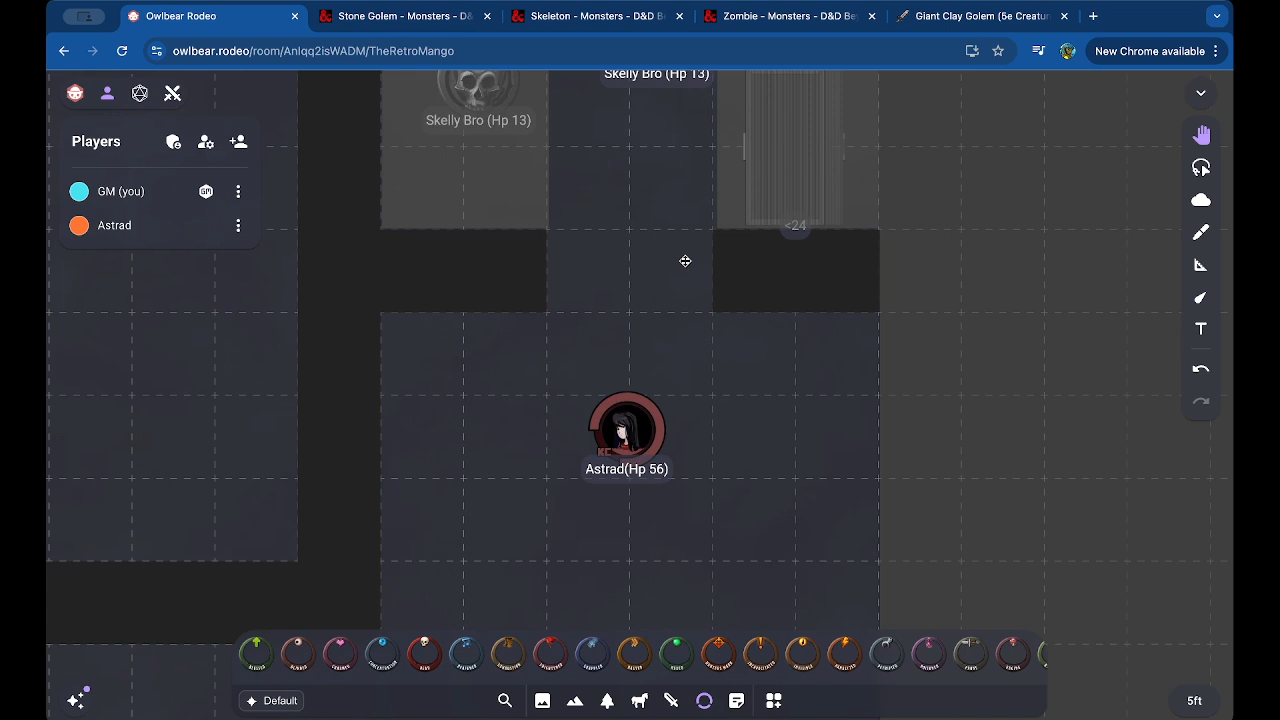 Owlbear Rodeo
Stone Golem - Monsters - D&
Skeleton - Monsters - D&D B
Zombie - Monsters - D&D Be
Giant Clay Golem (5e Creatur
owlbear.rodeo/room/AnIqq2isWADM/TheRetroMango
New Chrome available
Skelly Bro (Hp 13)
Skelly Bro (Hp 13)
Players
GM (you)
GM
Astrad
<24
Astrad(Hp 56)
Default
5ft